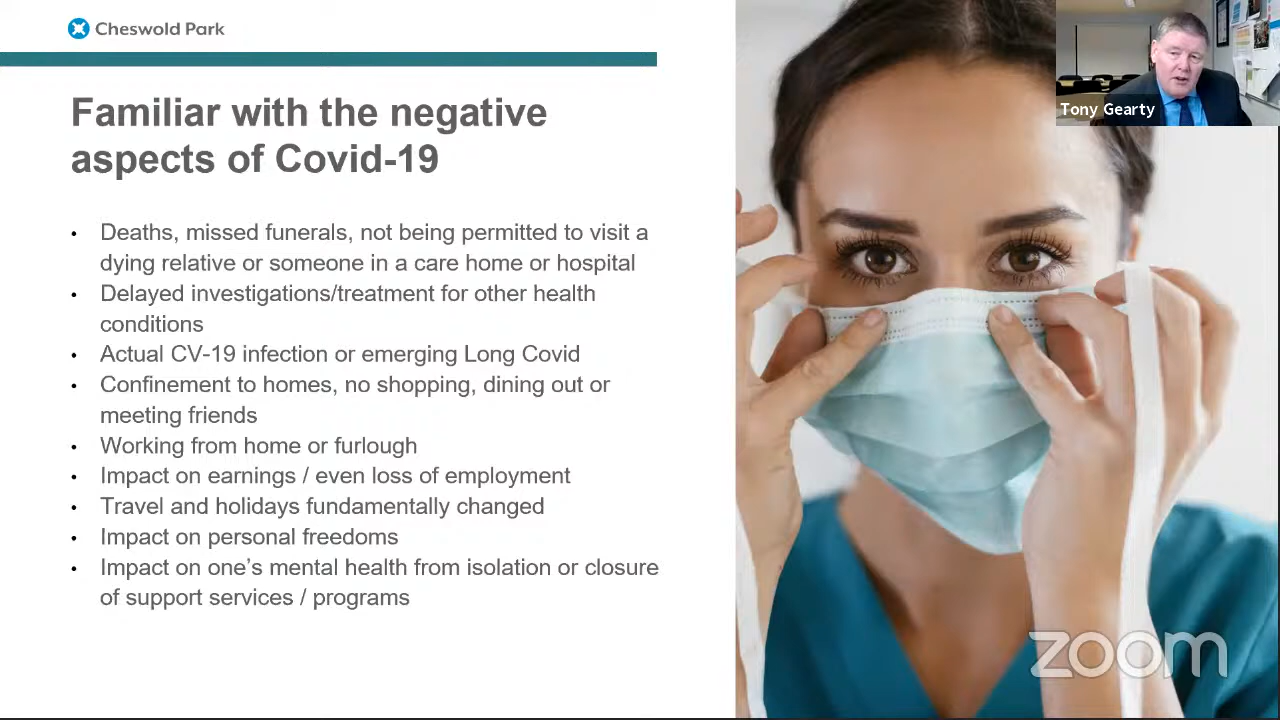 Cheswold Park
Familiar with the negative
aspects of Covid-19
• Deaths, missed funerals, not being permitted to visit a
dying relative or someone in a care home or hospital
• Delayed investigations/treatment for other health
conditions
• Actual CV-19 infection or emerging Long Covid
• Confinement to homes, no shopping, dining out or
meeting friends
• Working from home or furlough
• Impact on earnings / even loss of employment
• Travel and holidays fundamentally changed
• Impact on personal freedoms
• Impact on one’s mental health from isolation or closure
of support services / programs
Tony Gearty
zoom